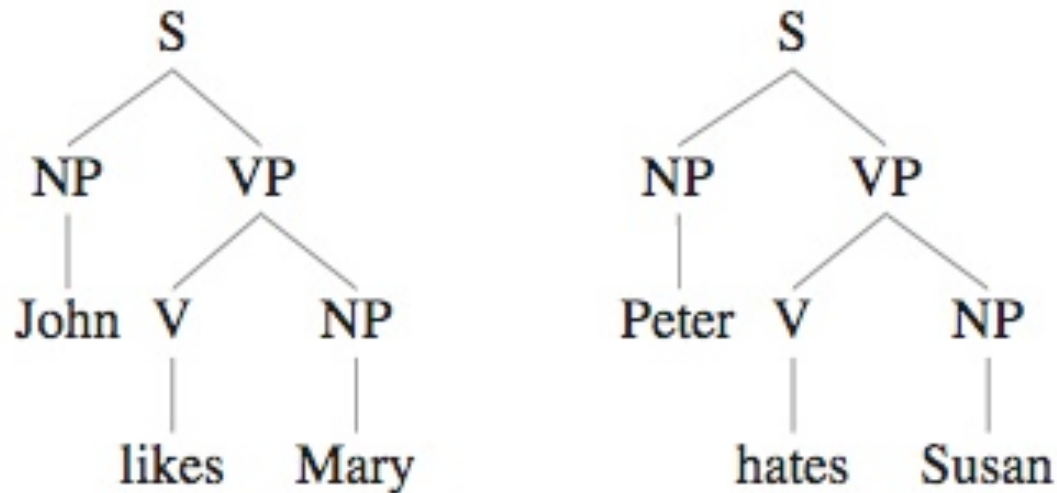 S S
NP VP NP VP
John V NP Peter V NP
likes Mary hates Susan